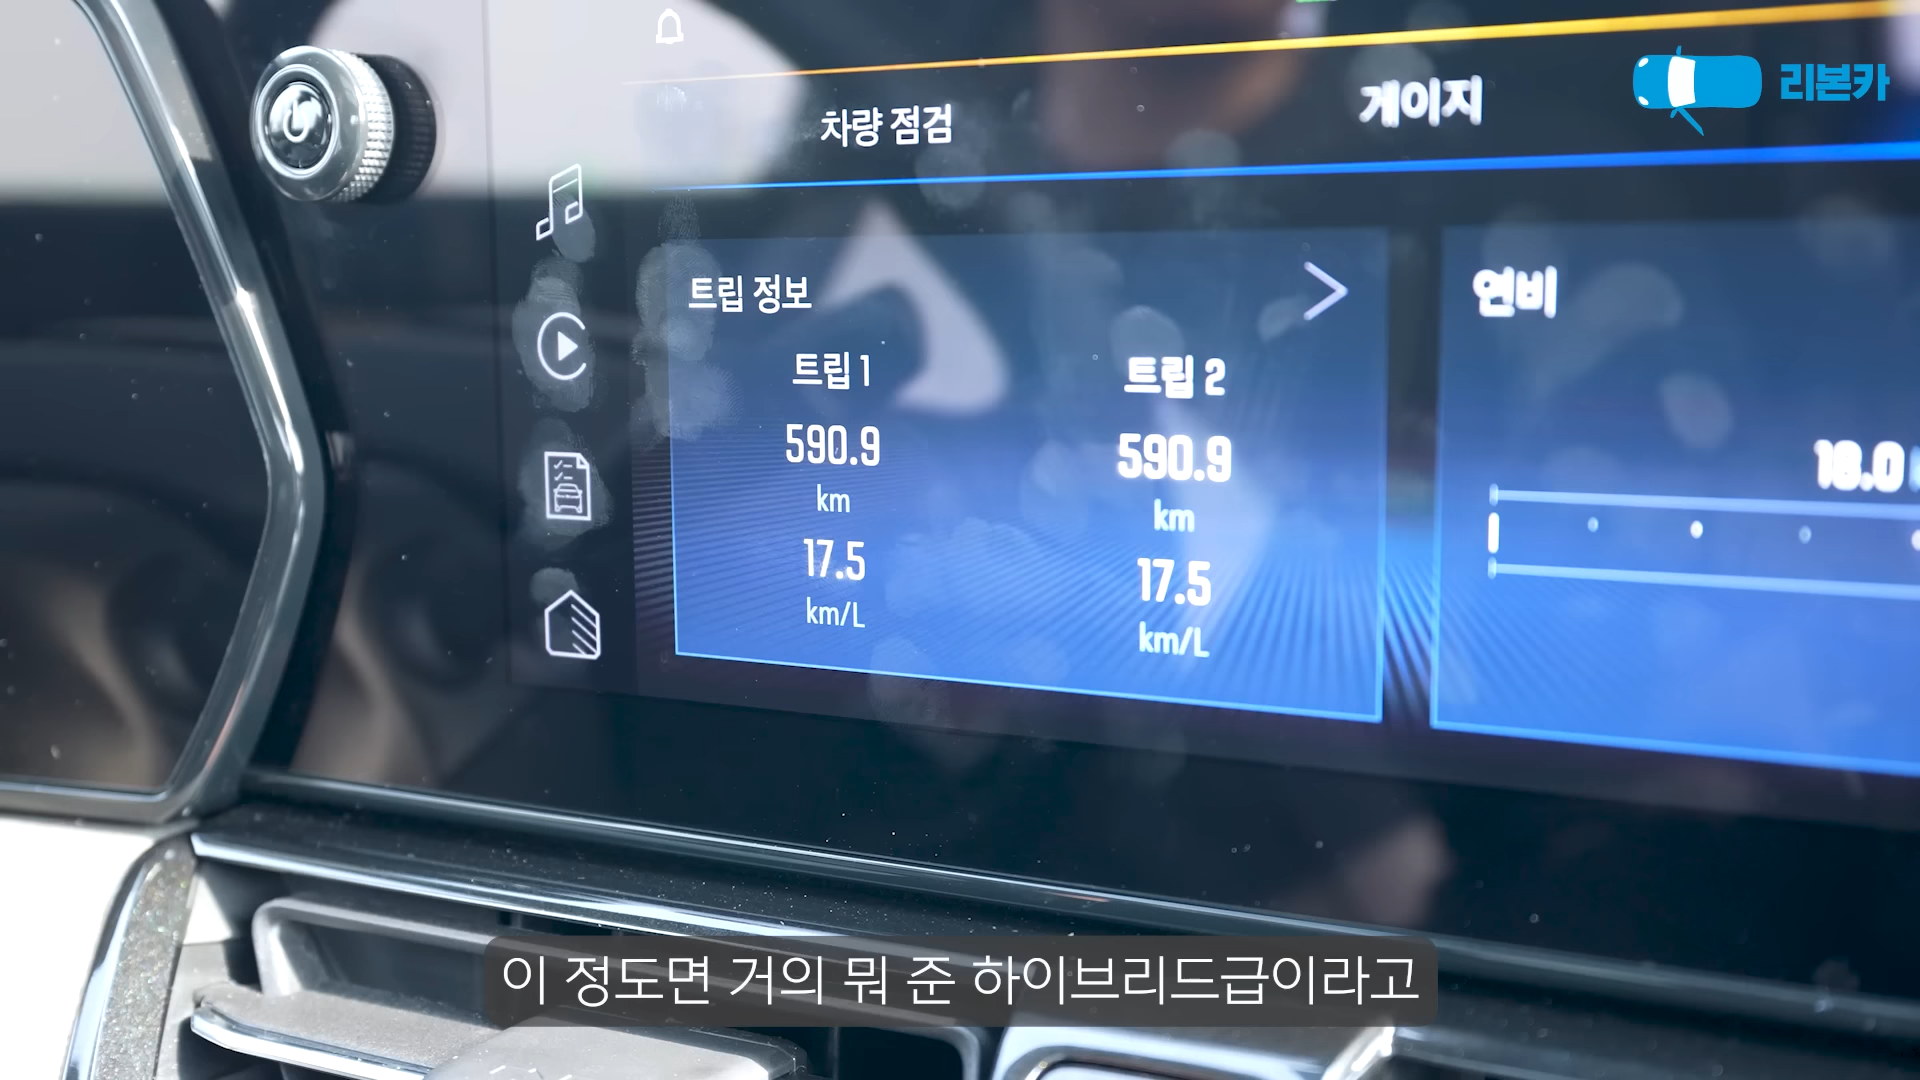 리본카
차량 점검
게이지
트립 정보
연비
트립 1
트립 2
590.9
590.9
km
km
17.5
17.5
km/L
km/L
18.0
이 정도면 거의 뭐 준 하이브리드급이라고